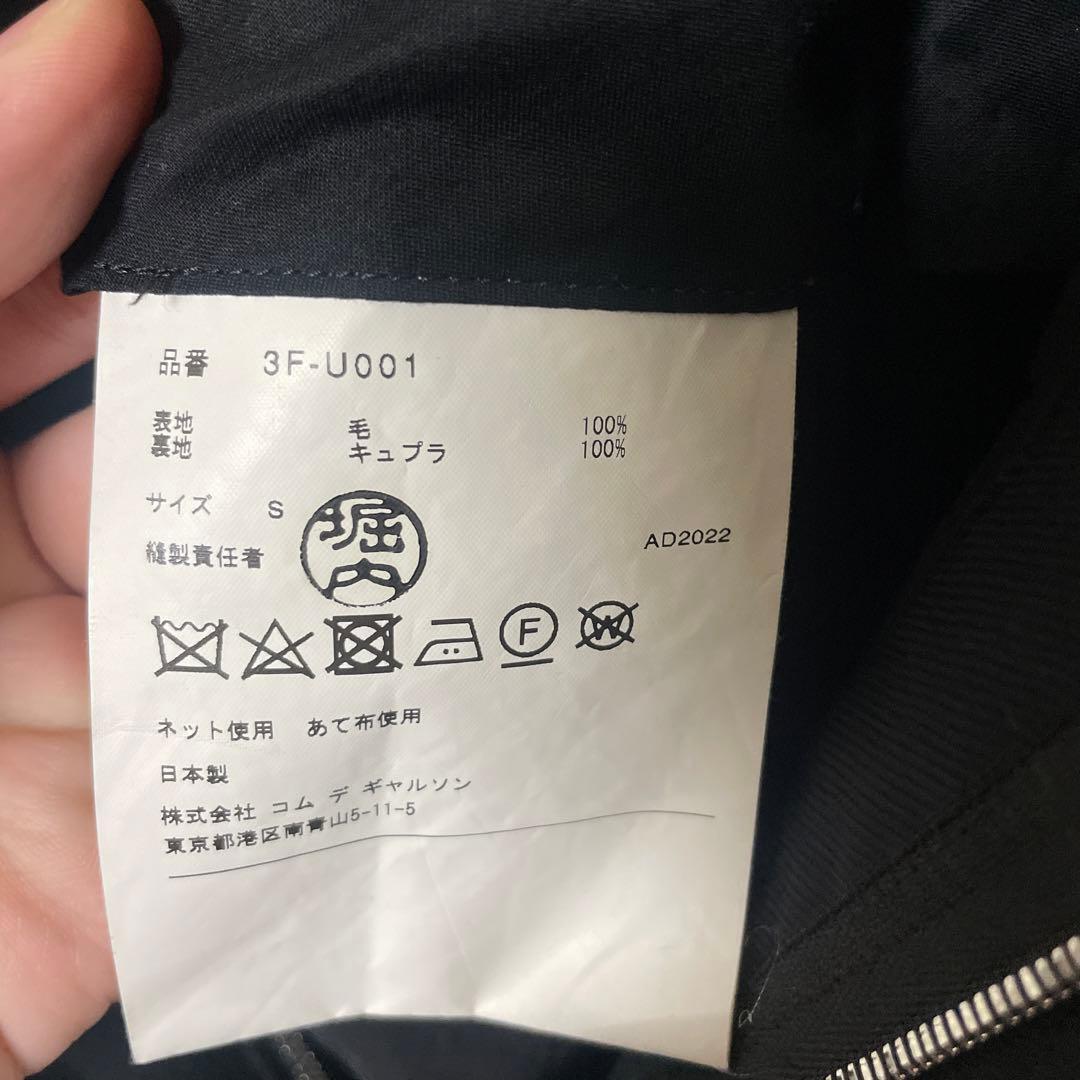 品番 3F-U001
表地 毛 100%
裏地 キュプラ 100%
サイズ S
堀内
縫製責任者
AD2022
F W
ネット使用 あて布使用
日本製
株式会社 コム デ ギャルソン
東京都港区南青山5-11-5